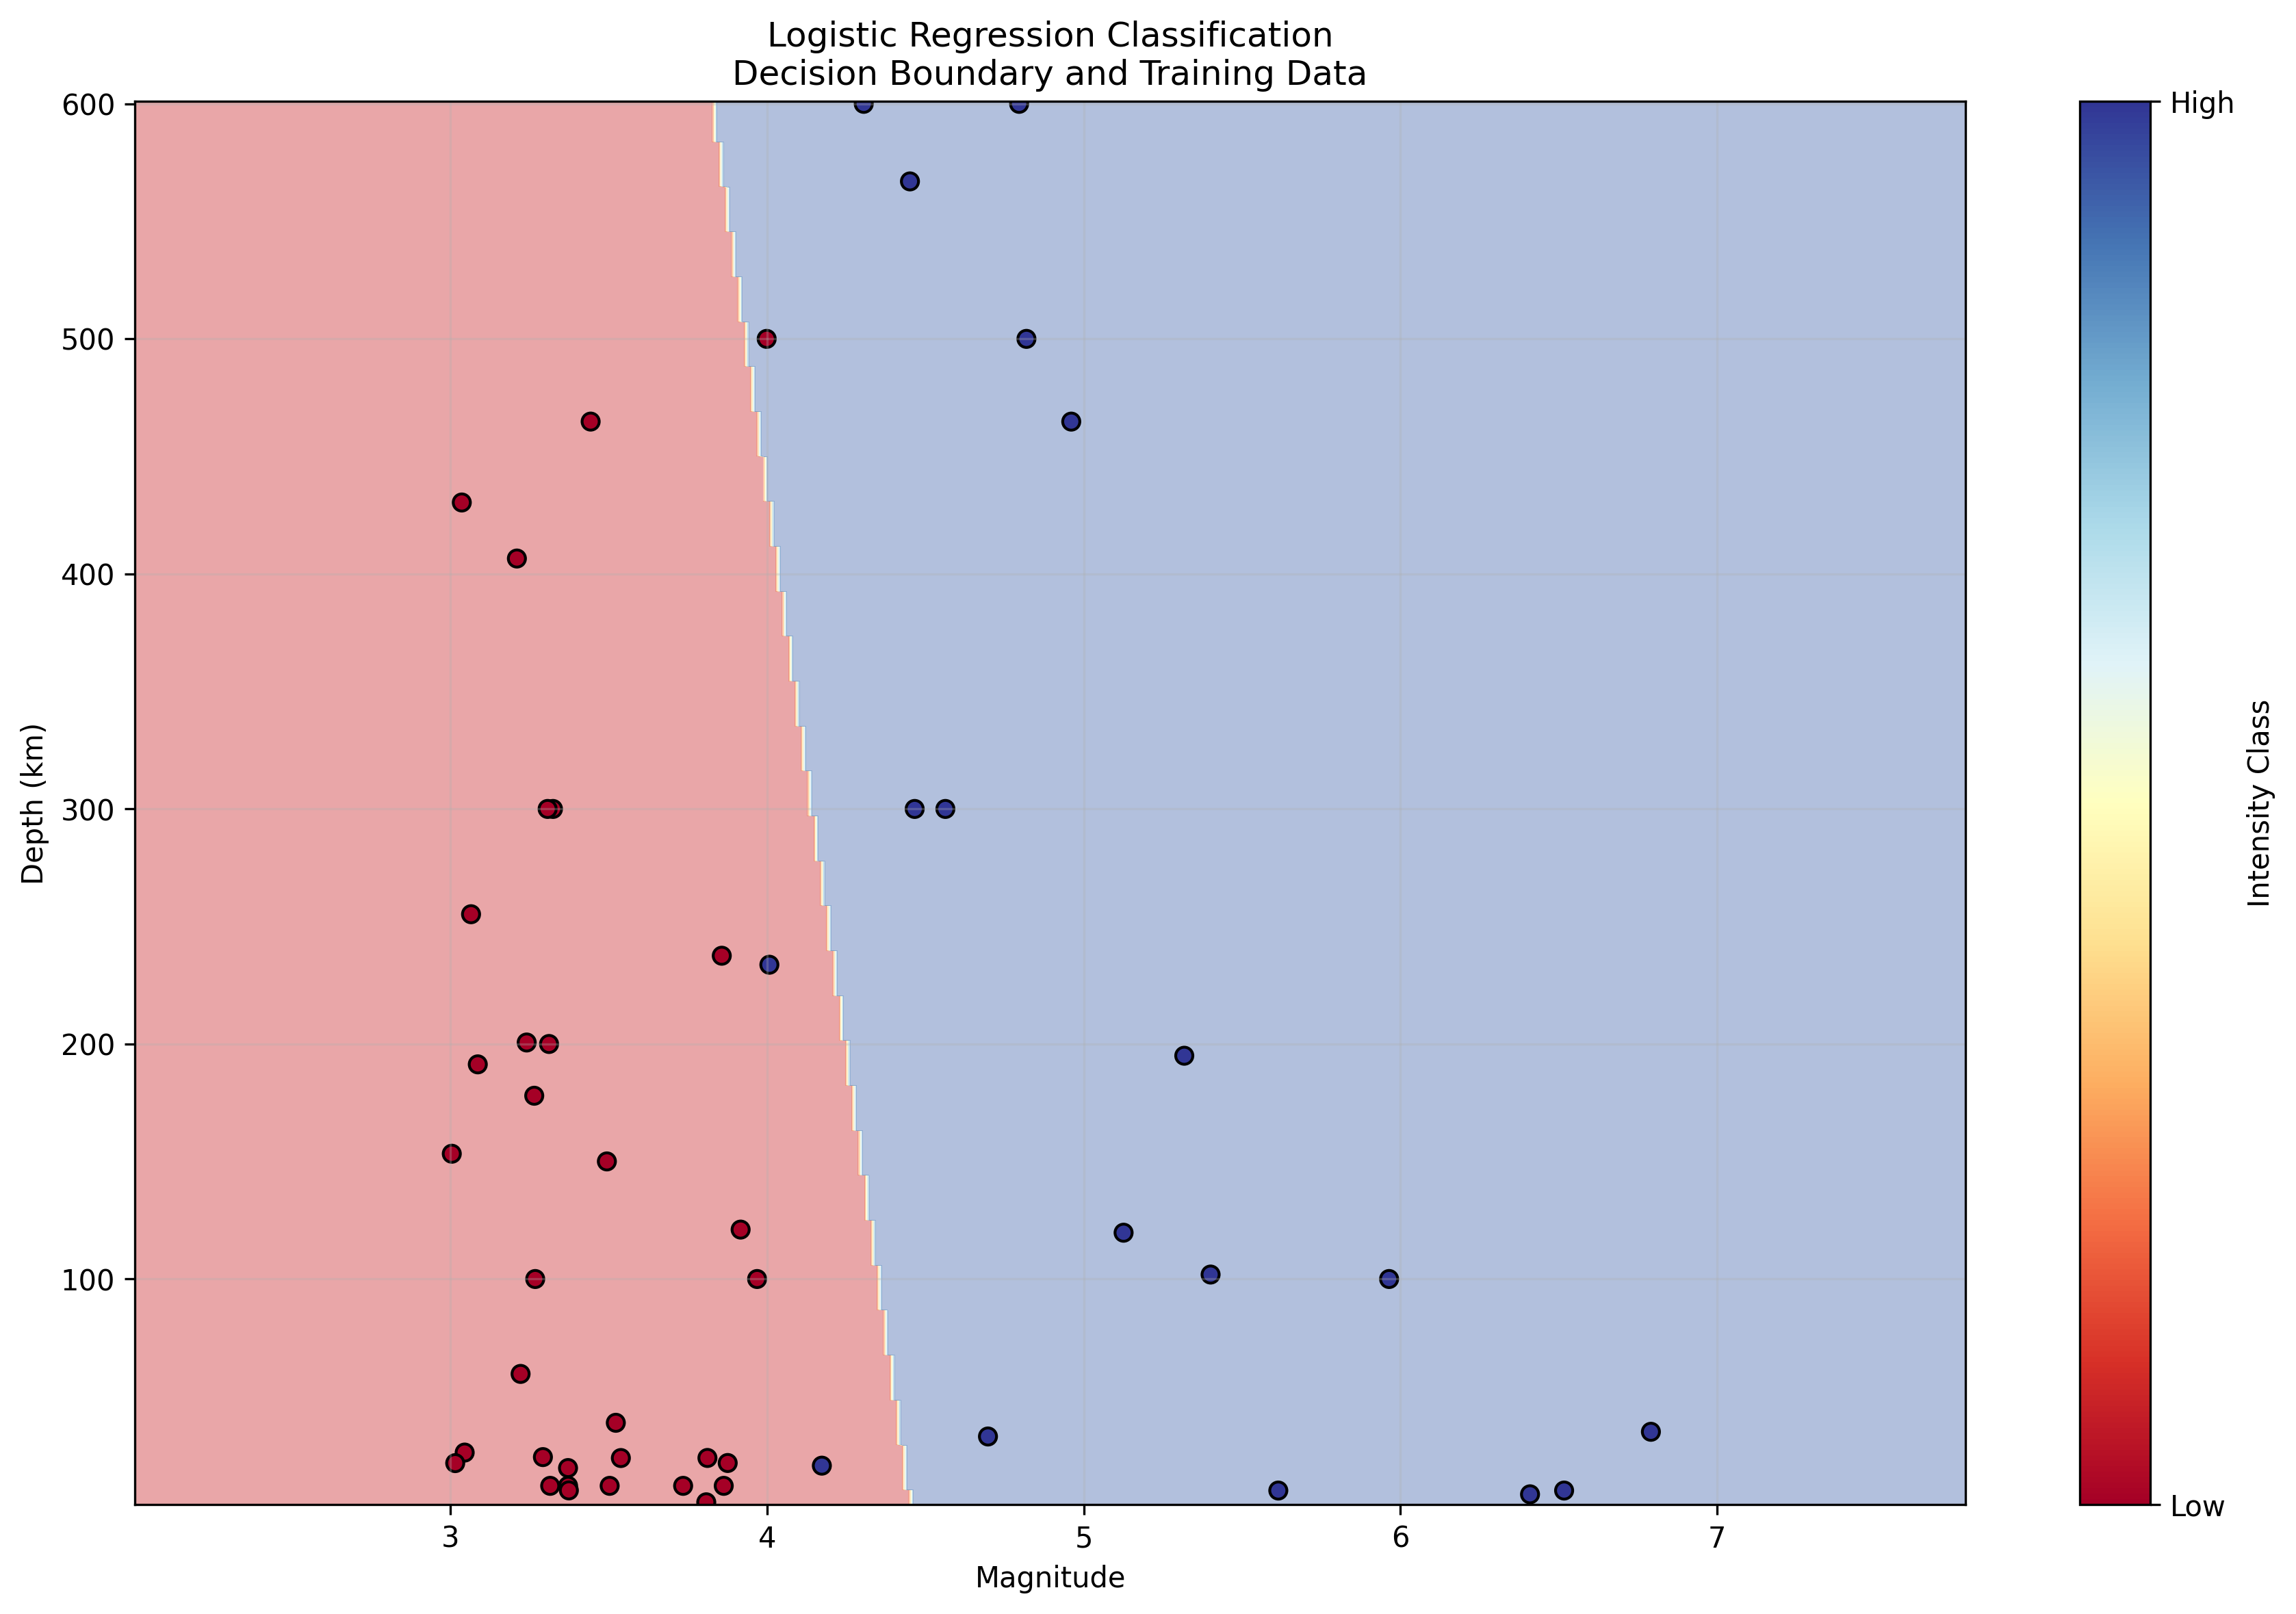 Logistic Regression Classification
Decision Boundary and Training Data
600
500
400
300
200
100
Depth (km)
3
4
5
6
7
Magnitude
High
Low
Intensity Class